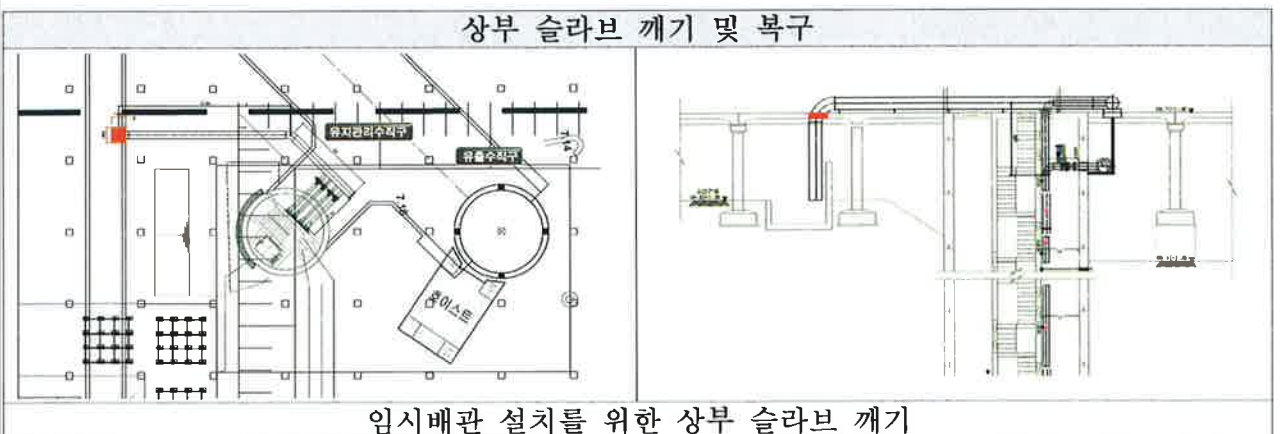 상부 슬라브 깨기 및 복구
유지관리수직구
유출수직구
호이스트
임시배관 설치를 위한 상부 슬라브 깨기